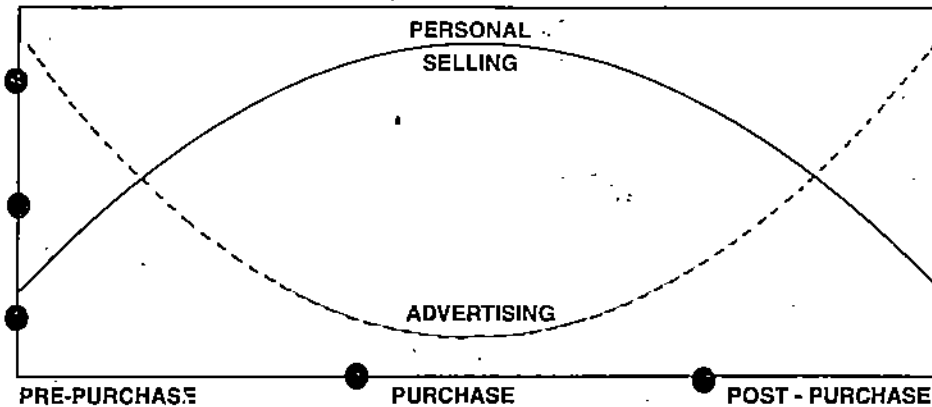 PERSONAL
SELLING
ADVERTISING
PRE-PURCHASE
PURCHASE
POST - PURCHASE